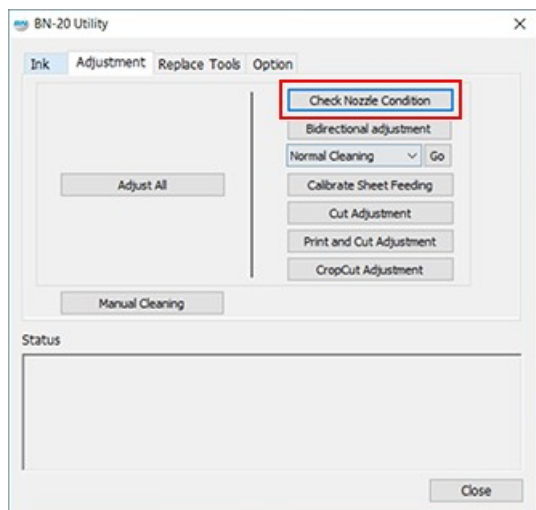 BN-20 Utility
Ink Adjustment Replace Tools Option
Check Nozzle Condition
Bidirectional adjustment
Normal Cleaning Go
Adjust All
Calibrate Sheet Feeding
Cut Adjustment
Print and Cut Adjustment
CropCut Adjustment
Manual Cleaning
Status
Close